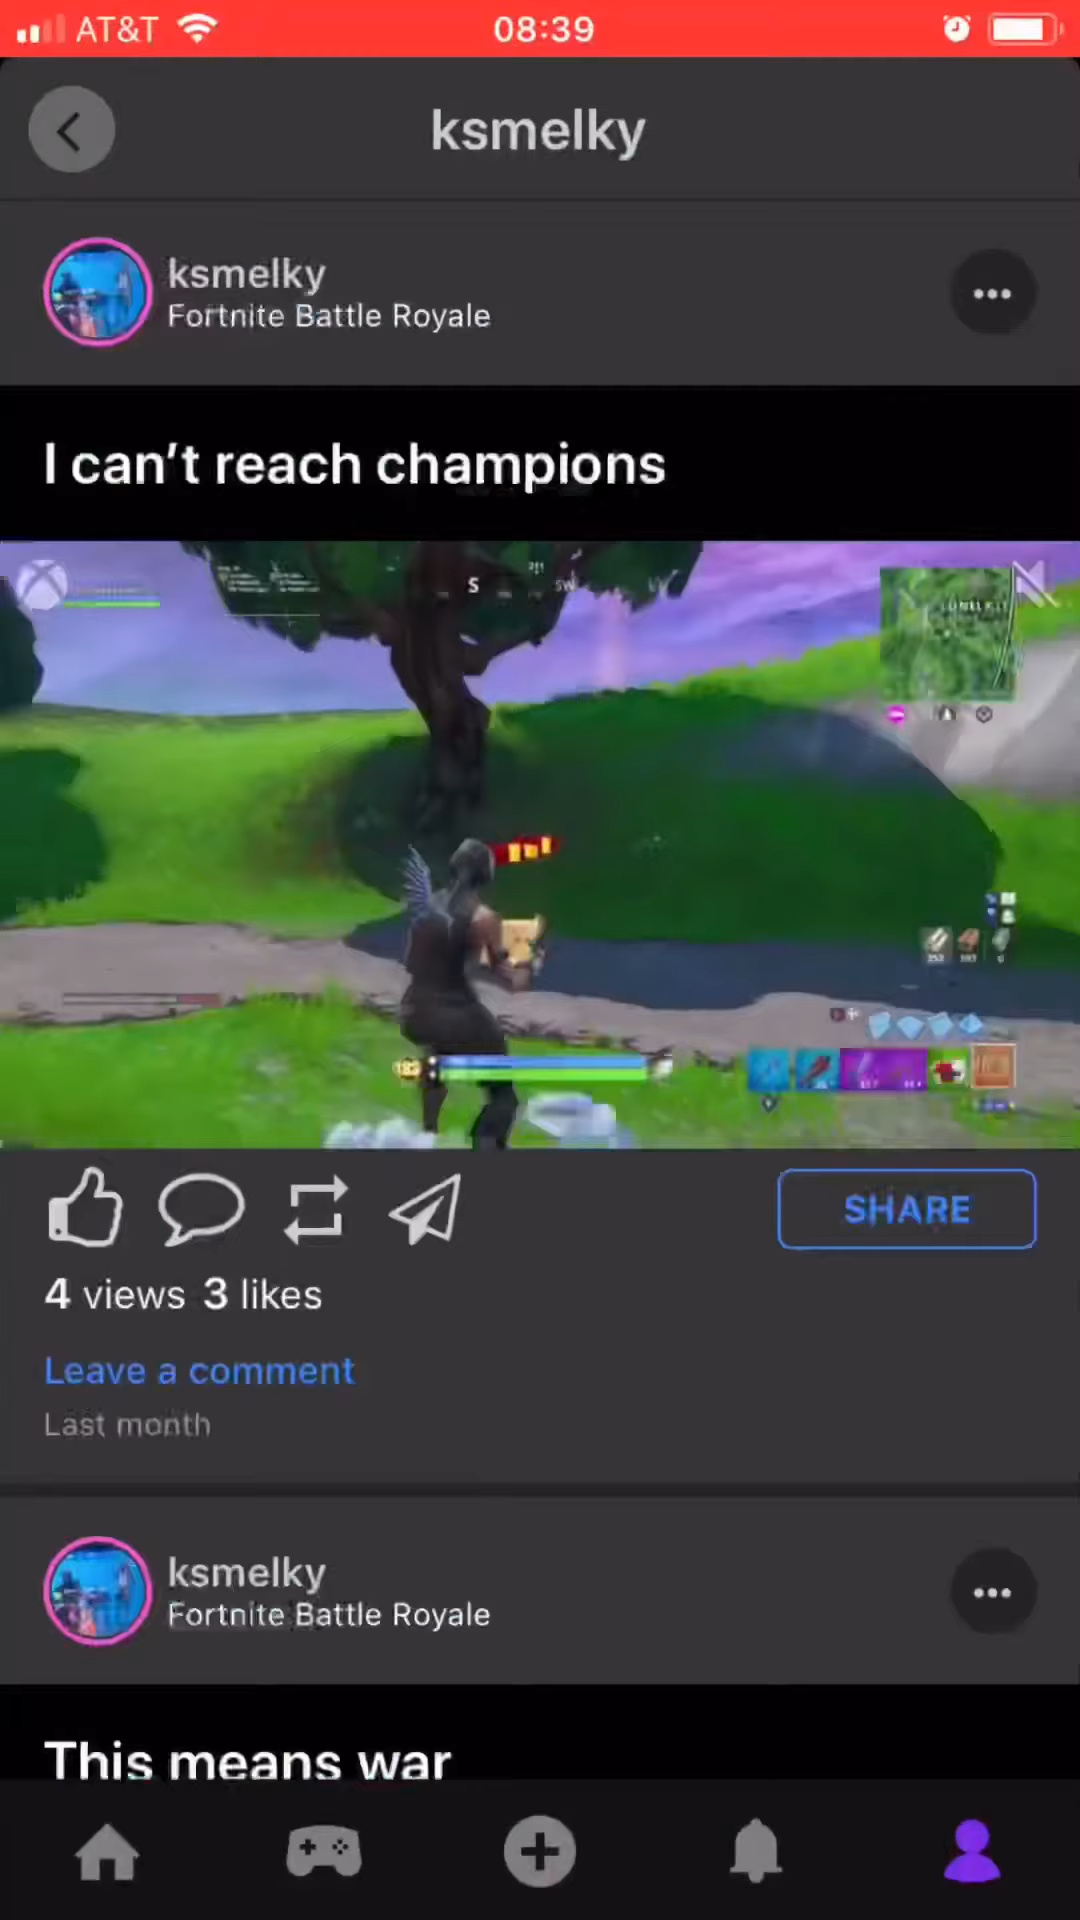 AT&T 08:39
ksmelky
ksmelky
Fortnite Battle Royale
I can't reach champions
S SW
4 views 3 likes
SHARE
Leave a comment
Last month
ksmelky
Fortnite Battle Royale
This means war